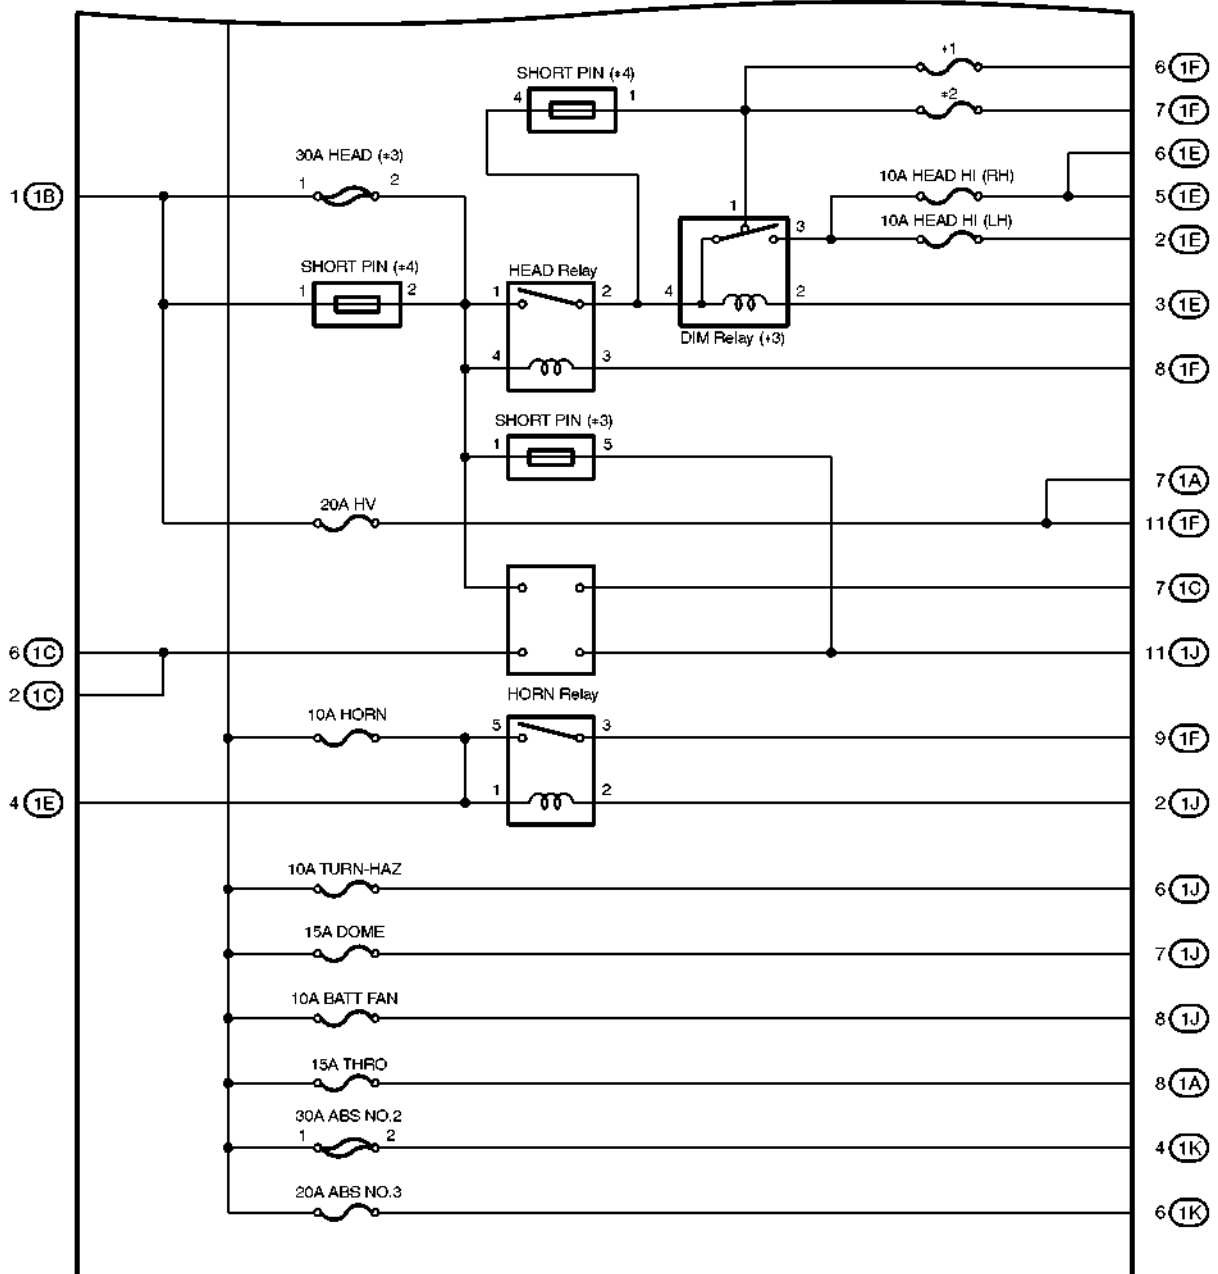 *1
6 1F
SHORT PIN (*4)
4 1
*2
7 1F
6 1E
30A HEAD (*3)
1 2
10A HEAD HI (RH)
1 1B
5 1E
1
3
10A HEAD HI (LH)
2 1E
SHORT PIN (*4)
1 2
HEAD Relay
1 2
4 2
3 1E
DIM Relay (*3)
4 3
8 1F
SHORT PIN (*3)
1 5
7 1A
20A HV
11 1F
7 1C
6 1C
11 1J
2 1C
HORN Relay
10A HORN
5 3
9 1F
4 1E
1 2
2 1J
10A TURN-HAZ
6 1J
15A DOME
7 1J
10A BATT FAN
8 1J
15A THRO
8 1A
30A ABS NO.2
1 2
4 1K
20A ABS NO.3
6 1K